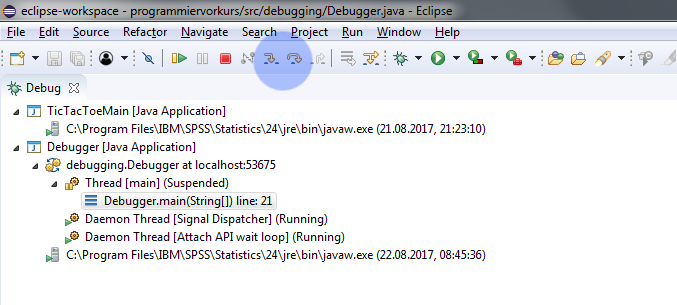 eclipse-workspace - programmiervorkurs/src/debugging/Debugger.java - Eclipse
File Edit Source Refactor Navigate Search Project Run Window Help
Debug
TicTacToeMain [Java Application]
C:\Program Files\IBM\SPSS\Statistics\24\jre\bin\javaw.exe (21.08.2017, 21:23:10)
Debugger [Java Application]
debugging.Debugger at localhost:53675
Thread [main] (Suspended)
Debugger.main(String[]) line: 21
Daemon Thread [Signal Dispatcher] (Running)
Daemon Thread [Attach API wait loop] (Running)
C:\Program Files\IBM\SPSS\Statistics\24\jre\bin\javaw.exe (22.08.2017, 08:45:36)